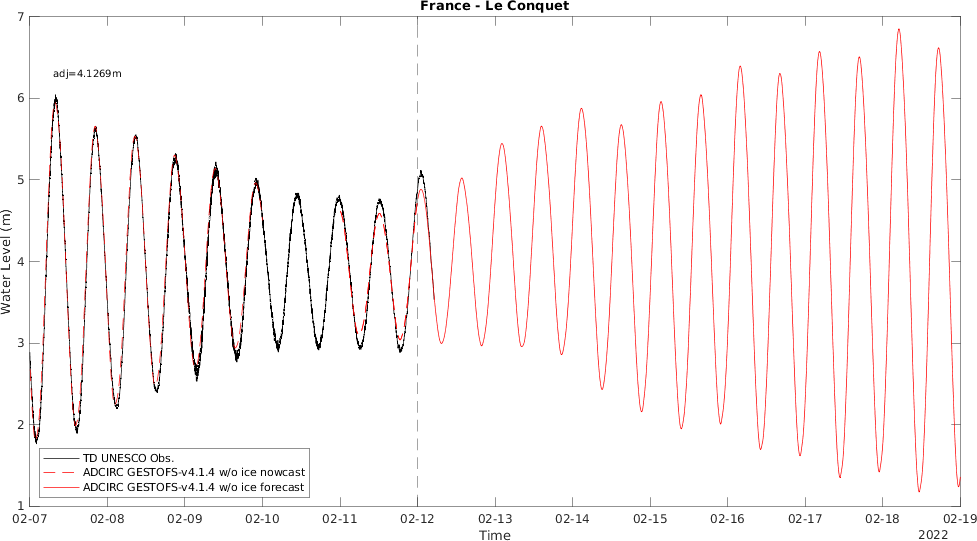 France - Le Conquet
adj=4.1269m
Water Level (m)
7
6
5
4
3
2
1
TD UNESCO Obs.
ADCIRC GESTOFS-v4.1.4 w/o ice nowcast
ADCIRC GESTOFS-v4.1.4 w/o ice forecast
02-07 02-08 02-09 02-10 02-11 02-12 02-13 02-14 02-15 02-16 02-17 02-18 02-19
Time
2022